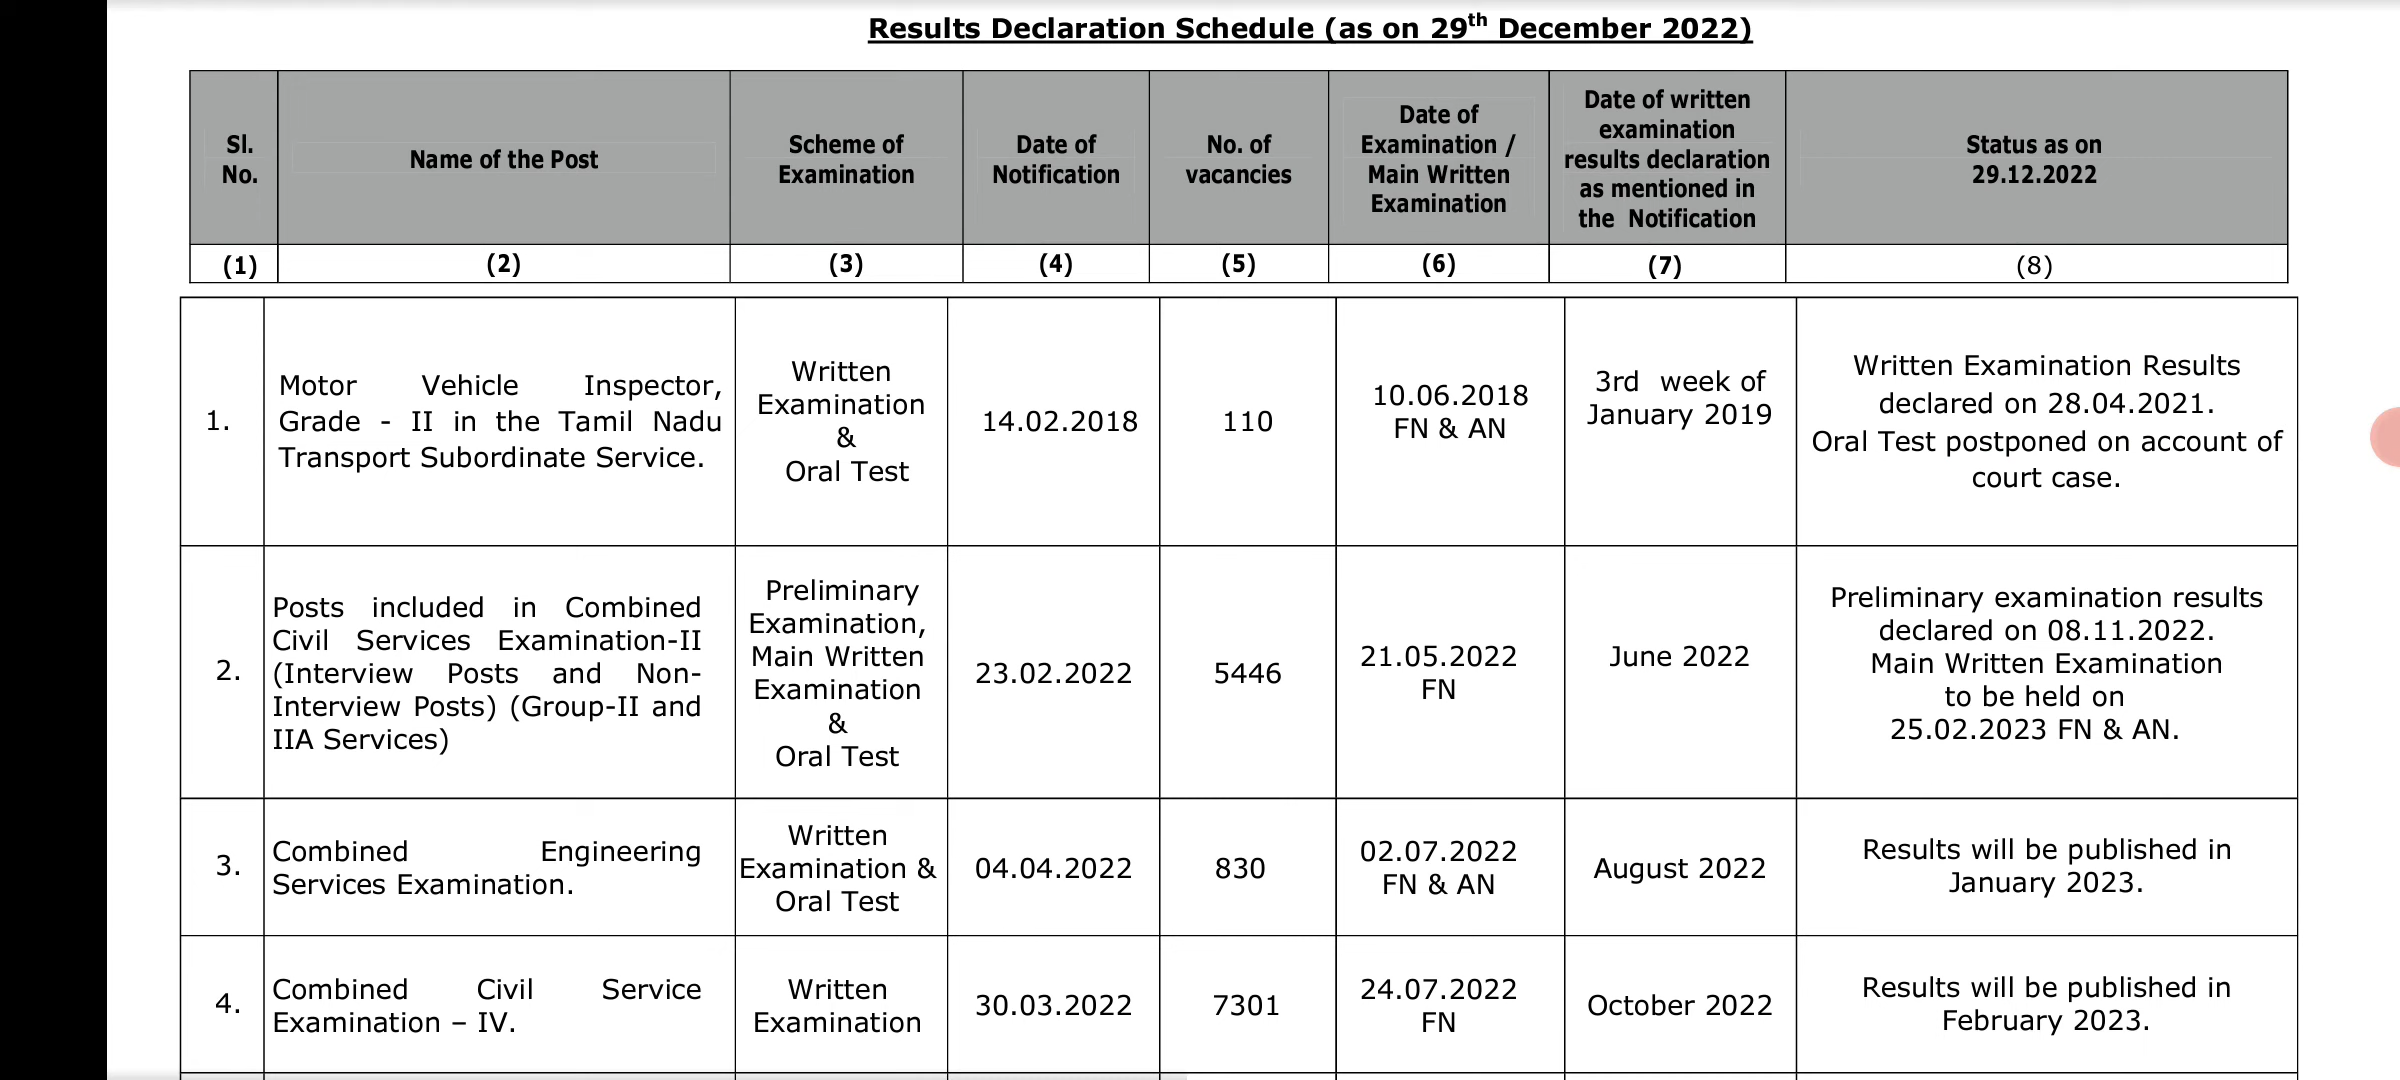 Results Declaration Schedule (as on 29th December 2022)
Sl.
No.
Name of the Post
Scheme of
Examination
Date of
Notification
No. of
vacancies
Date of
Examination /
Main Written
Examination
Date of written
examination
results declaration
as mentioned in
the Notification
Status as on
29.12.2022
(1)
(2)
(3)
(4)
(5)
(6)
(7)
(8)
1.
Motor Vehicle Inspector,
Grade - II in the Tamil Nadu
Transport Subordinate Service.
Written
Examination
&
Oral Test
14.02.2018
110
10.06.2018
FN & AN
3rd week of
January 2019
Written Examination Results
declared on 28.04.2021.
Oral Test postponed on account of
court case.
2.
Posts included in Combined
Civil Services Examination-II
(Interview Posts and Non-
Interview Posts) (Group-II and
IIA Services)
Preliminary
Examination,
Main Written
Examination
&
Oral Test
23.02.2022
5446
21.05.2022
FN
June 2022
Preliminary examination results
declared on 08.11.2022.
Main Written Examination
to be held on
25.02.2023 FN & AN.
3.
Combined Engineering
Services Examination.
Written
Examination &
Oral Test
04.04.2022
830
02.07.2022
FN & AN
August 2022
Results will be published in
January 2023.
4.
Combined Civil Service
Examination – IV.
Written
Examination
30.03.2022
7301
24.07.2022
FN
October 2022
Results will be published in
February 2023.